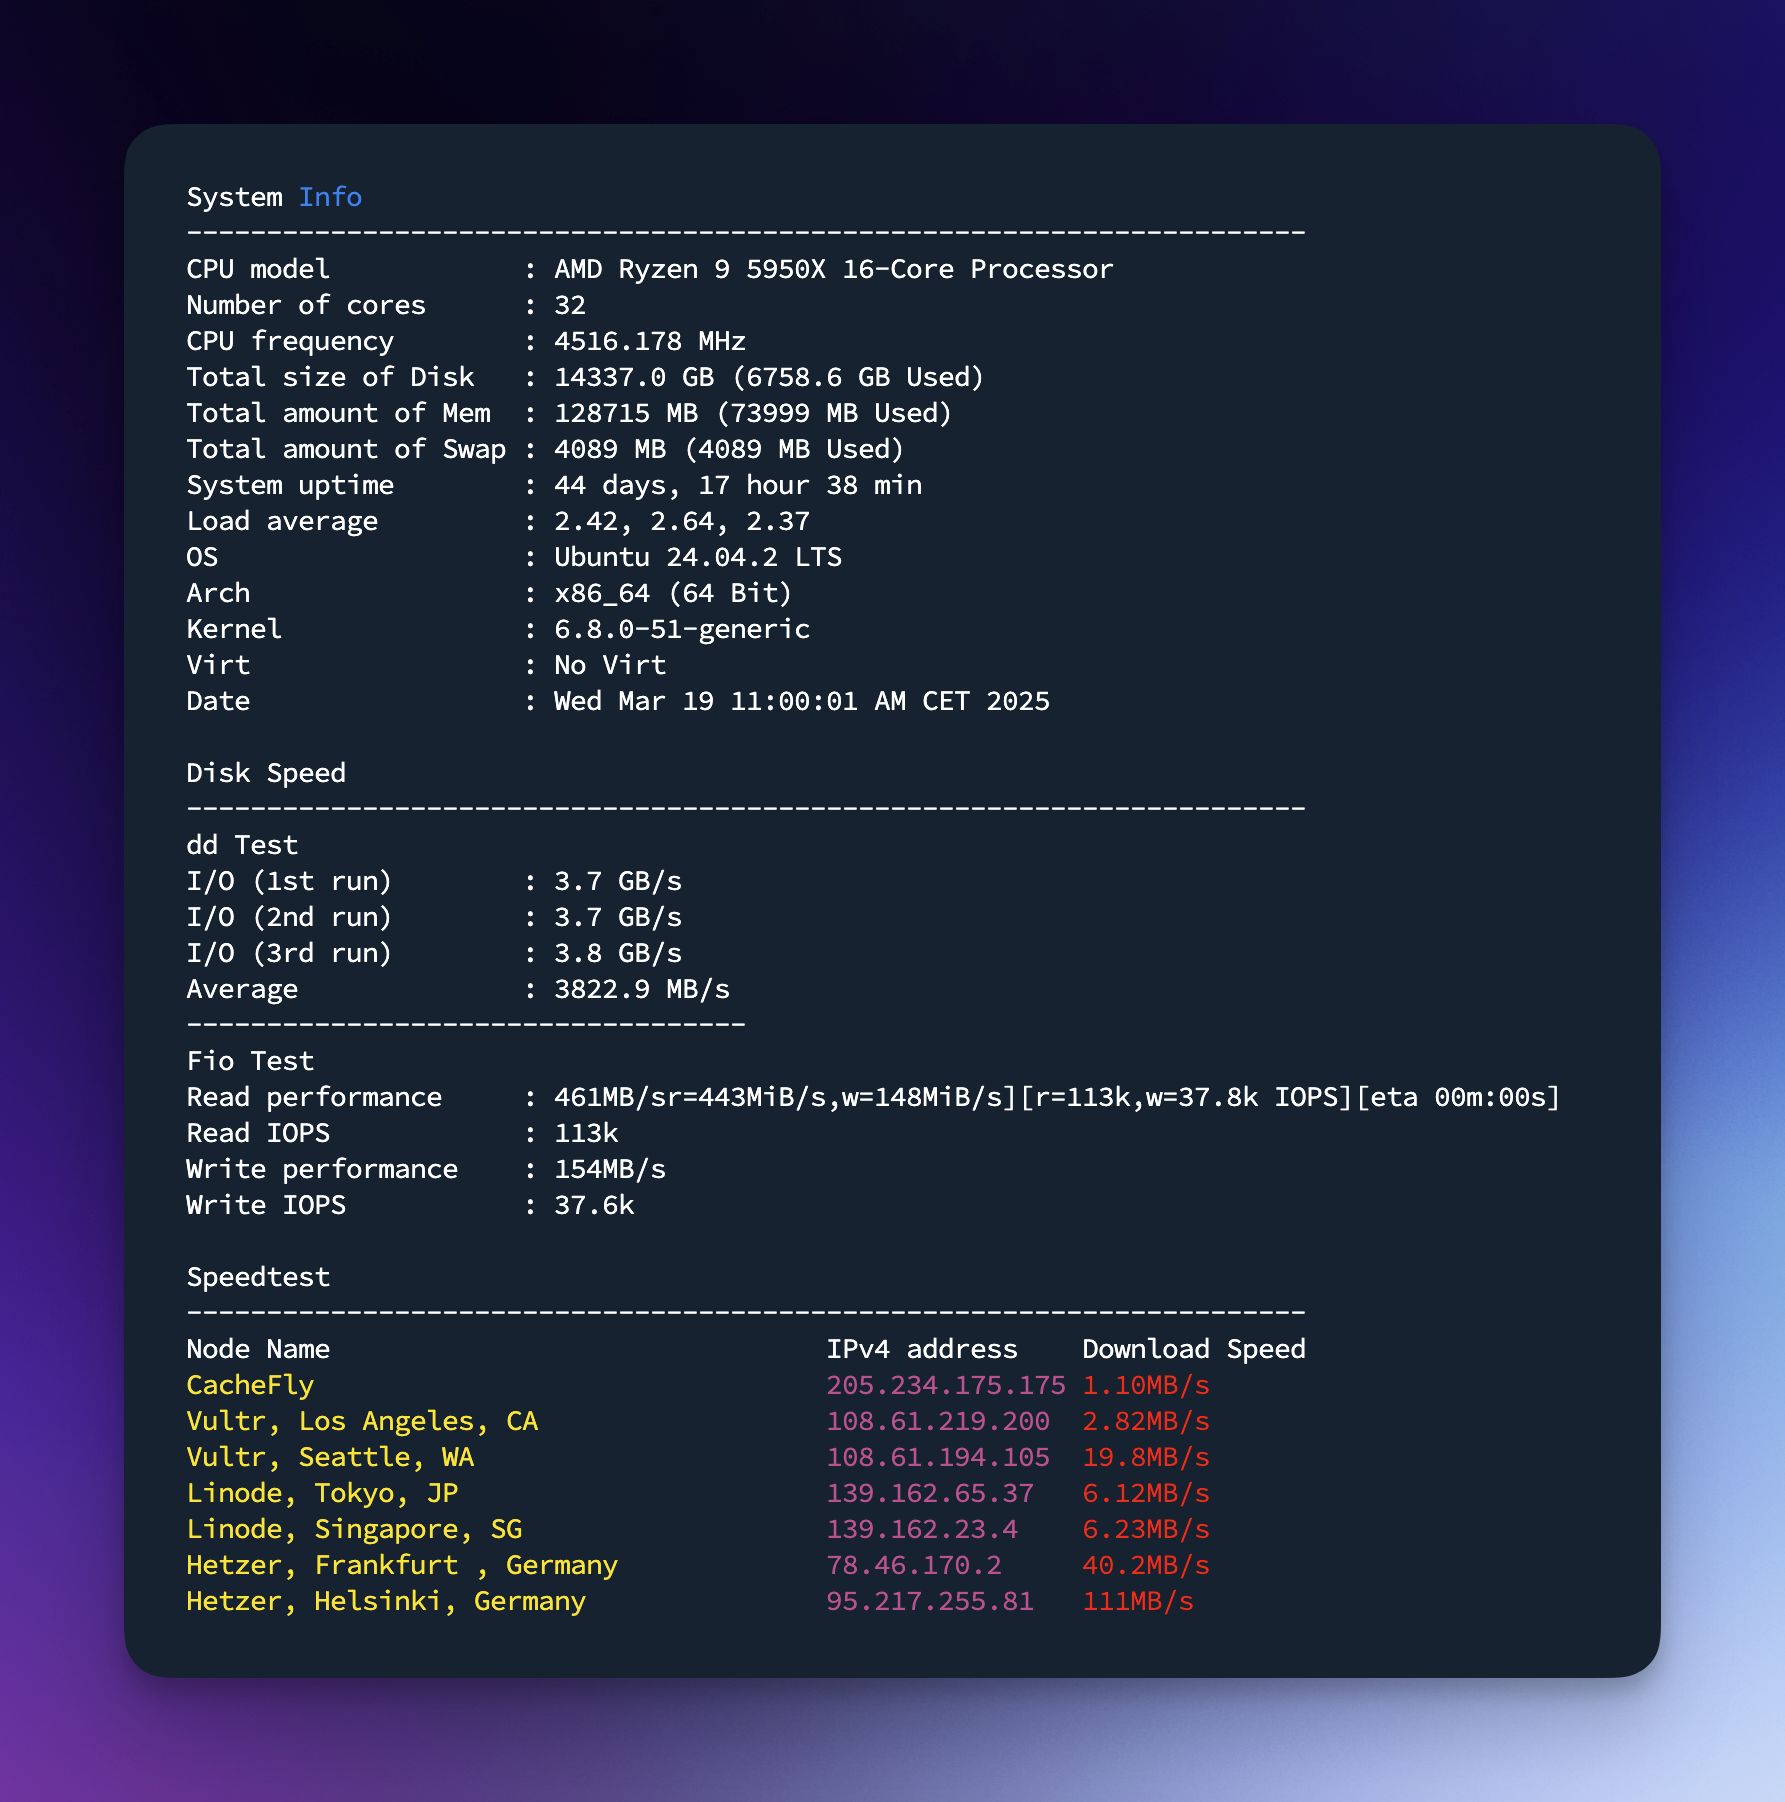 System Info
----------------------------------------------------------------------
CPU model            : AMD Ryzen 9 5950X 16-Core Processor
Number of cores      : 32
CPU frequency        : 4516.178 MHz
Total size of Disk   : 14337.0 GB (6758.6 GB Used)
Total amount of Mem  : 128715 MB (73999 MB Used)
Total amount of Swap : 4089 MB (4089 MB Used)
System uptime        : 44 days, 17 hour 38 min
Load average         : 2.42, 2.64, 2.37
OS                   : Ubuntu 24.04.2 LTS
Arch                 : x86_64 (64 Bit)
Kernel               : 6.8.0-51-generic
Virt                 : No Virt
Date                 : Wed Mar 19 11:00:01 AM CET 2025

Disk Speed
----------------------------------------------------------------------
dd Test
I/O (1st run)        : 3.7 GB/s
I/O (2nd run)        : 3.7 GB/s
I/O (3rd run)        : 3.8 GB/s
Average              : 3822.9 MB/s
-----------------------------------
Fio Test
Read performance     : 461MB/sr=443MiB/s,w=148MiB/s][r=113k,w=37.8k IOPS][eta 00m:00s]
Read IOPS            : 113k
Write performance    : 154MB/s
Write IOPS           : 37.6k

Speedtest
----------------------------------------------------------------------
Node Name                               IPv4 address    Download Speed
CacheFly                                205.234.175.175 1.10MB/s
Vultr, Los Angeles, CA                  108.61.219.200  2.82MB/s
Vultr, Seattle, WA                      108.61.194.105  19.8MB/s
Linode, Tokyo, JP                       139.162.65.37   6.12MB/s
Linode, Singapore, SG                   139.162.23.4    6.23MB/s
Hetzer, Frankfurt , Germany             78.46.170.2     40.2MB/s
Hetzer, Helsinki, Germany               95.217.255.81   111MB/s